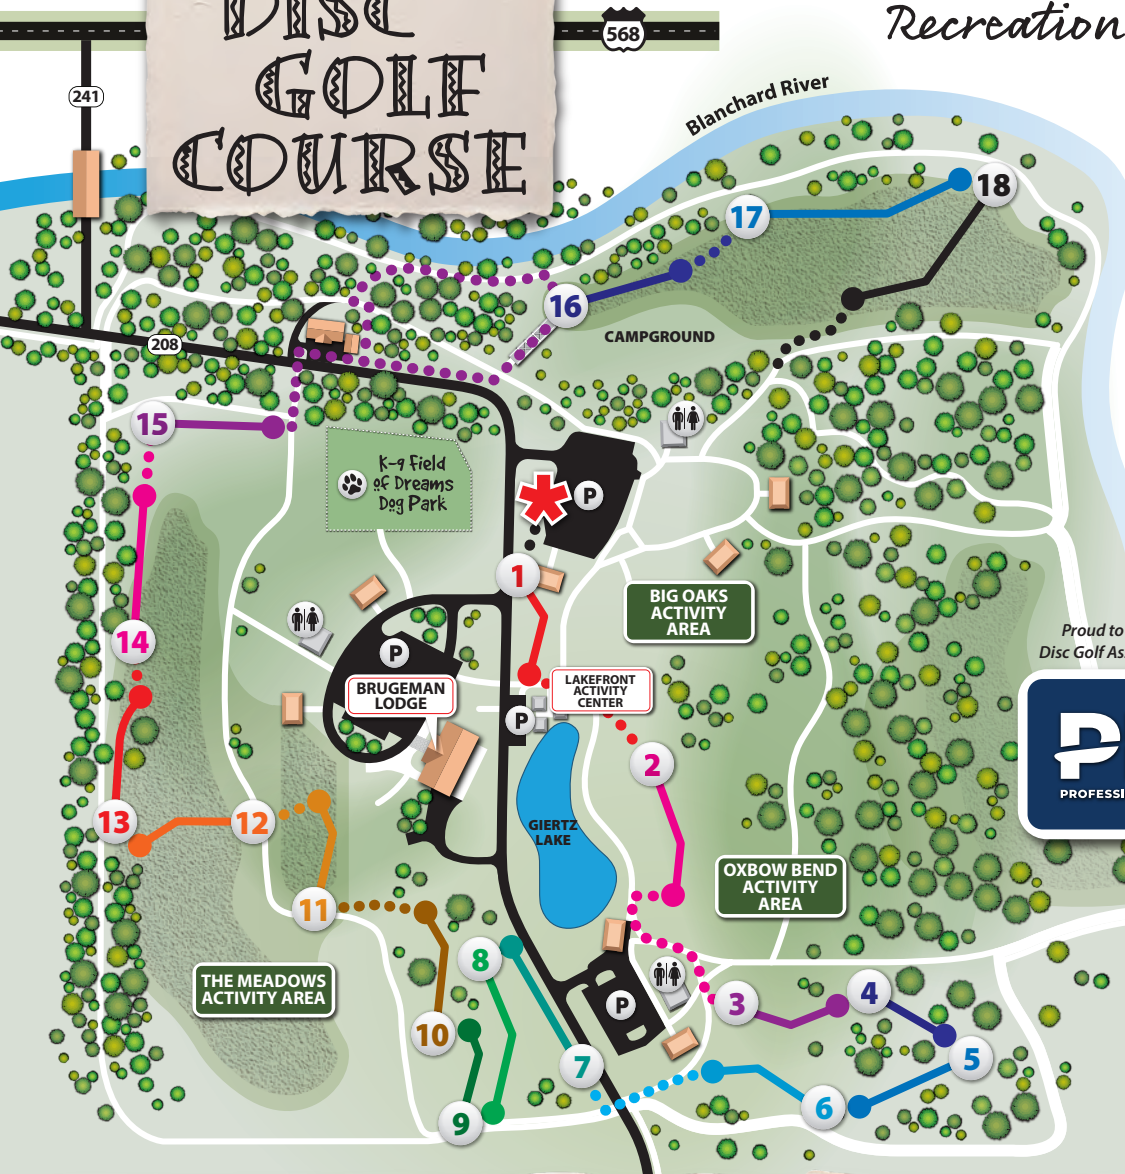 DISC
GOLF
COURSE
568
Recreation
241
Blanchard River
18
17
16
CAMPGROUND
208
15
K-9 Field
of Dreams
Dog Park
P
1
BIG OAKS
ACTIVITY
AREA
Proud to
Disc Golf As
14
P
BRUGEMAN
LODGE
LAKEFRONT
ACTIVITY
CENTER
P
2
P
PROFESSI
13
12
GIERTZ
LAKE
OXBOW BEND
ACTIVITY
AREA
11
8
THE MEADOWS
ACTIVITY AREA
3
4
P
10
5
7
6
9